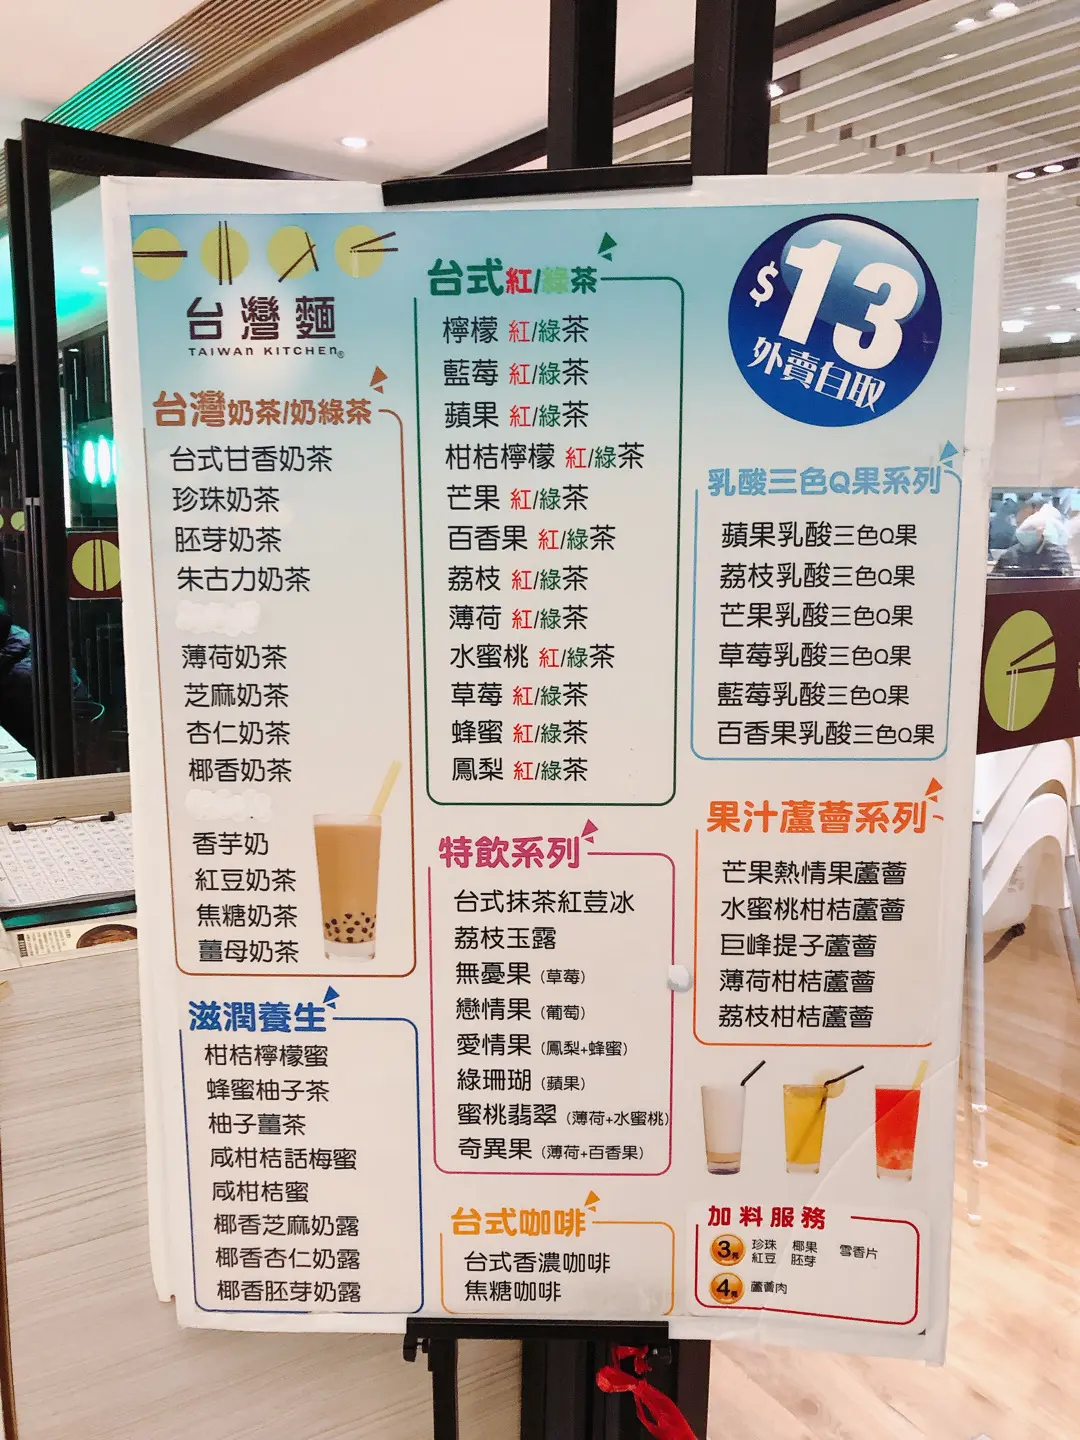 台灣麵
TAIWAN KITCHEN®
台灣奶茶/奶綠茶
台式甘香奶茶
珍珠奶茶
胚芽奶茶
朱古力奶茶
薄荷奶茶
芝麻奶茶
杏仁奶茶
椰香奶茶
香芋奶
紅豆奶茶
焦糖奶茶
薑母奶茶
滋潤養生
柑桔檸檬蜜
蜂蜜柚子茶
柚子薑茶
咸柑桔話梅蜜
咸柑桔蜜
椰香芝麻奶露
椰香杏仁奶露
椰香胚芽奶露
台式紅/綠茶
檸檬 紅/綠茶
藍莓 紅/綠茶
蘋果 紅/綠茶
柑桔檸檬 紅/綠茶
芒果 紅/綠茶
百香果 紅/綠茶
荔枝 紅/綠茶
薄荷 紅/綠茶
水蜜桃 紅/綠茶
草莓 紅/綠茶
蜂蜜 紅/綠茶
鳳梨 紅/綠茶
特飲系列
台式抹茶紅荳冰
荔枝玉露
無憂果 (草莓)
戀情果 (葡萄)
愛情果 (鳳梨+蜂蜜)
綠珊瑚 (蘋果)
蜜桃翡翠 (薄荷+水蜜桃)
奇異果 (薄荷+百香果)
台式咖啡
台式香濃咖啡
焦糖咖啡
$13
外賣自取
乳酸三色Q果系列
蘋果乳酸三色Q果
荔枝乳酸三色Q果
芒果乳酸三色Q果
草莓乳酸三色Q果
藍莓乳酸三色Q果
百香果乳酸三色Q果
果汁蘆薈系列
芒果熱情果蘆薈
水蜜桃柑桔蘆薈
巨峰提子蘆薈
薄荷柑桔蘆薈
荔枝柑桔蘆薈
加料服務
3元 珍珠 椰果 雪香片
紅豆 胚芽
4元 蘆薈肉